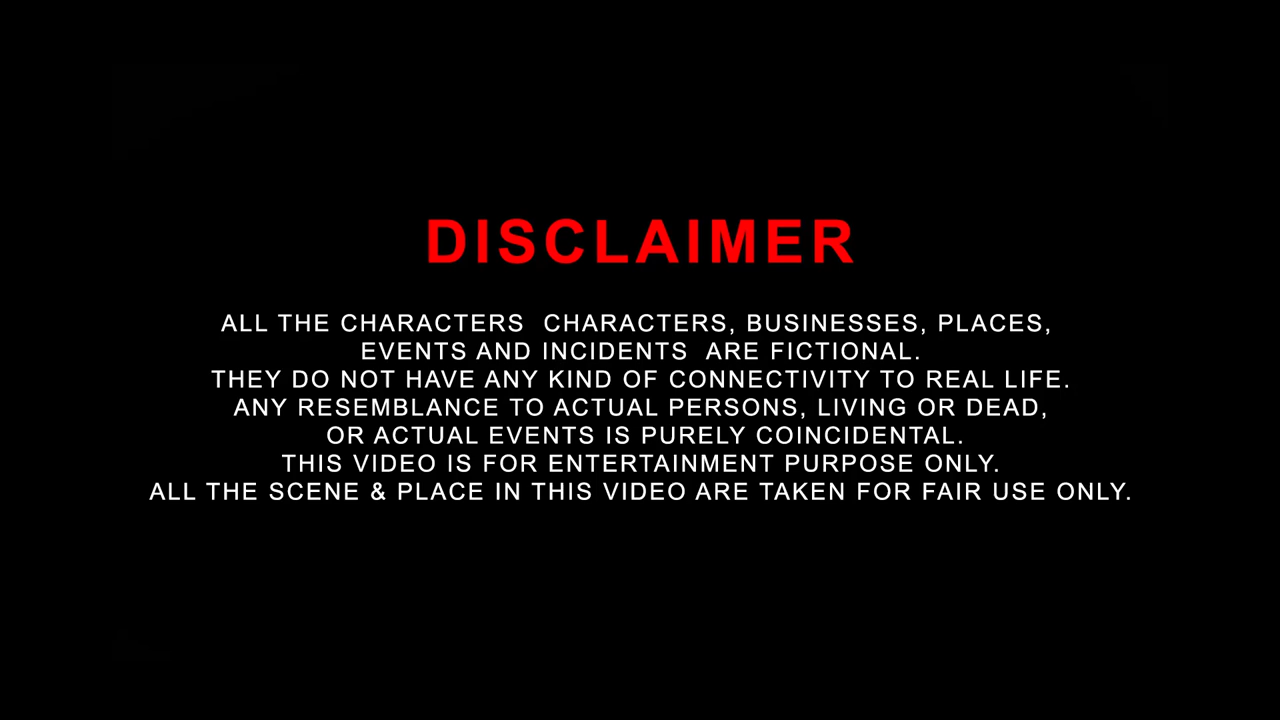 DISCLAIMER
ALL THE CHARACTERS  CHARACTERS, BUSINESSES, PLACES,
EVENTS AND INCIDENTS  ARE FICTIONAL.
THEY DO NOT HAVE ANY KIND OF CONNECTIVITY TO REAL LIFE.
ANY RESEMBLANCE TO ACTUAL PERSONS, LIVING OR DEAD,
OR ACTUAL EVENTS IS PURELY COINCIDENTAL.
THIS VIDEO IS FOR ENTERTAINMENT PURPOSE ONLY.
ALL THE SCENE & PLACE IN THIS VIDEO ARE TAKEN FOR FAIR USE ONLY.